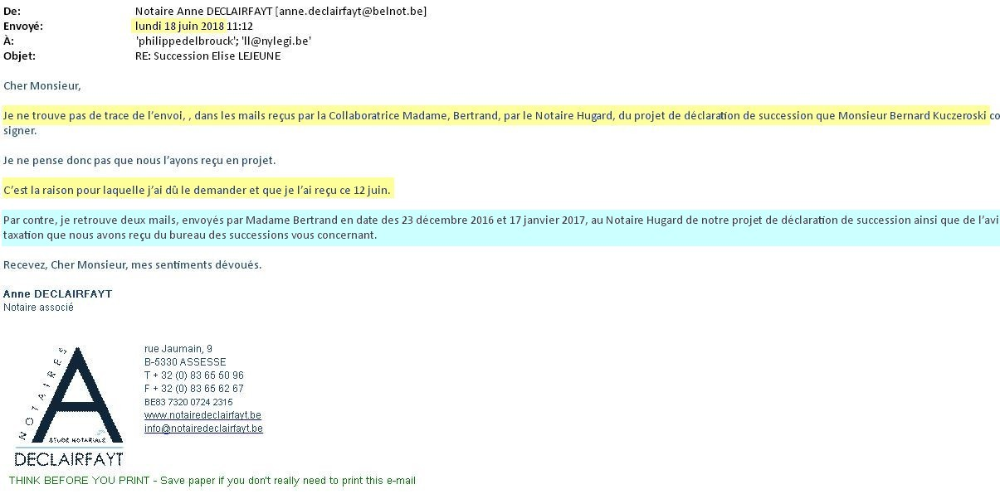 De: Notaire Anne DECLAIRFAYT [anne.declairfayt@belnot.be]
Envoyé: lundi 18 juin 2018 11:12
À: 'philippedelbrouck'; 'll@nylegi.be'
Objet: RE: Succession Elise LEJEUNE
Cher Monsieur,
Je ne trouve pas de trace de l’envoi, , dans les mails reçus par la Collaboratrice Madame, Bertrand, par le Notaire Hugard, du projet de déclaration de succession que Monsieur Bernard Kuczeroski co
signer.
Je ne pense donc pas que nous l’ayons reçu en projet.
C’est la raison pour laquelle j’ai dû le demander et que je l’ai reçu ce 12 juin.
Par contre, je retrouve deux mails, envoyés par Madame Bertrand en date des 23 décembre 2016 et 17 janvier 2017, au Notaire Hugard de notre projet de déclaration de succession ainsi que de l’avi
taxation que nous avons reçu du bureau des successions vous concernant.
Recevez, Cher Monsieur, mes sentiments dévoués.
Anne DECLAIRFAYT
Notaire associé
NOTAIRES
A
ETUDE NOTARIALE
DECLAIRFAYT
rue Jaumain, 9
B-5330 ASSESSE
T + 32 (0) 83 65 50 96
F + 32 (0) 83 65 62 67
BE83 7320 0724 2315
www.notairedeclairfayt.be
info@notairedeclairfayt.be
THINK BEFORE YOU PRINT - Save paper if you don't really need to print this e-mail